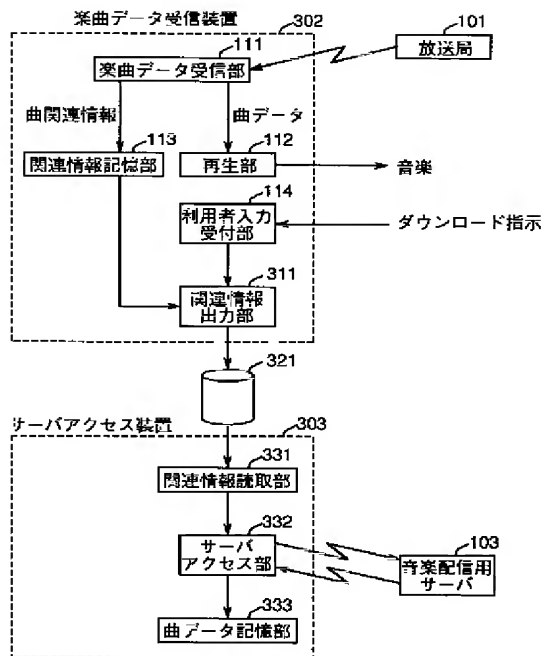 楽曲データ受信装置
302
101
111
楽曲データ受信部
放送局
曲関連情報
曲データ
113
112
関連情報記憶部
再生部
音楽
114
利用者入力
受付部
ダウンロード指示
311
関連情報
出力部
321
サーバアクセス装置
303
331
関連情報読取部
332
サーバ
アクセス部
103
音楽配信用
サーバ
333
曲データ記憶部